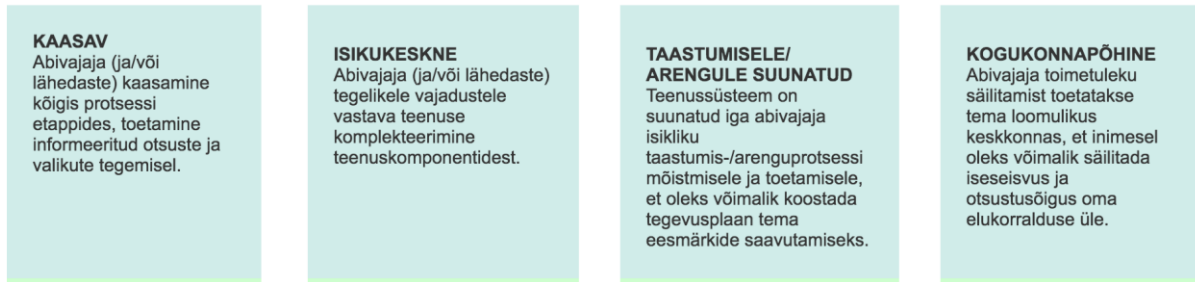 KAASAV
Abivajaja (ja/või
lähedaste) kaasamine
kõigis protsessi
etappides, toetamine
informeeritud otsuste ja
valikute tegemisel.
ISIKUKESKNE
Abivajaja (ja/või lähedaste)
tegelikele vajadustele
vastava teenuse
komplekteerimine
teenuskomponentidest.
TAASTUMISELE/
ARENGULE SUUNATUD
Teenussüsteem on
suunatud iga abivajaja
isikliku
taastumis-/arenguprotsessi
mõistmisele ja toetamisele,
et oleks võimalik koostada
tegevusplaan tema
eesmärkide saavutamiseks.
KOGUKONNAPÕHINE
Abivajaja toimetuleku
säilitamist toetatakse
tema loomulikus
keskkonnas, et inimesel
oleks võimalik säilitada
iseseisvus ja
otsustusõigus oma
elukorralduse üle.